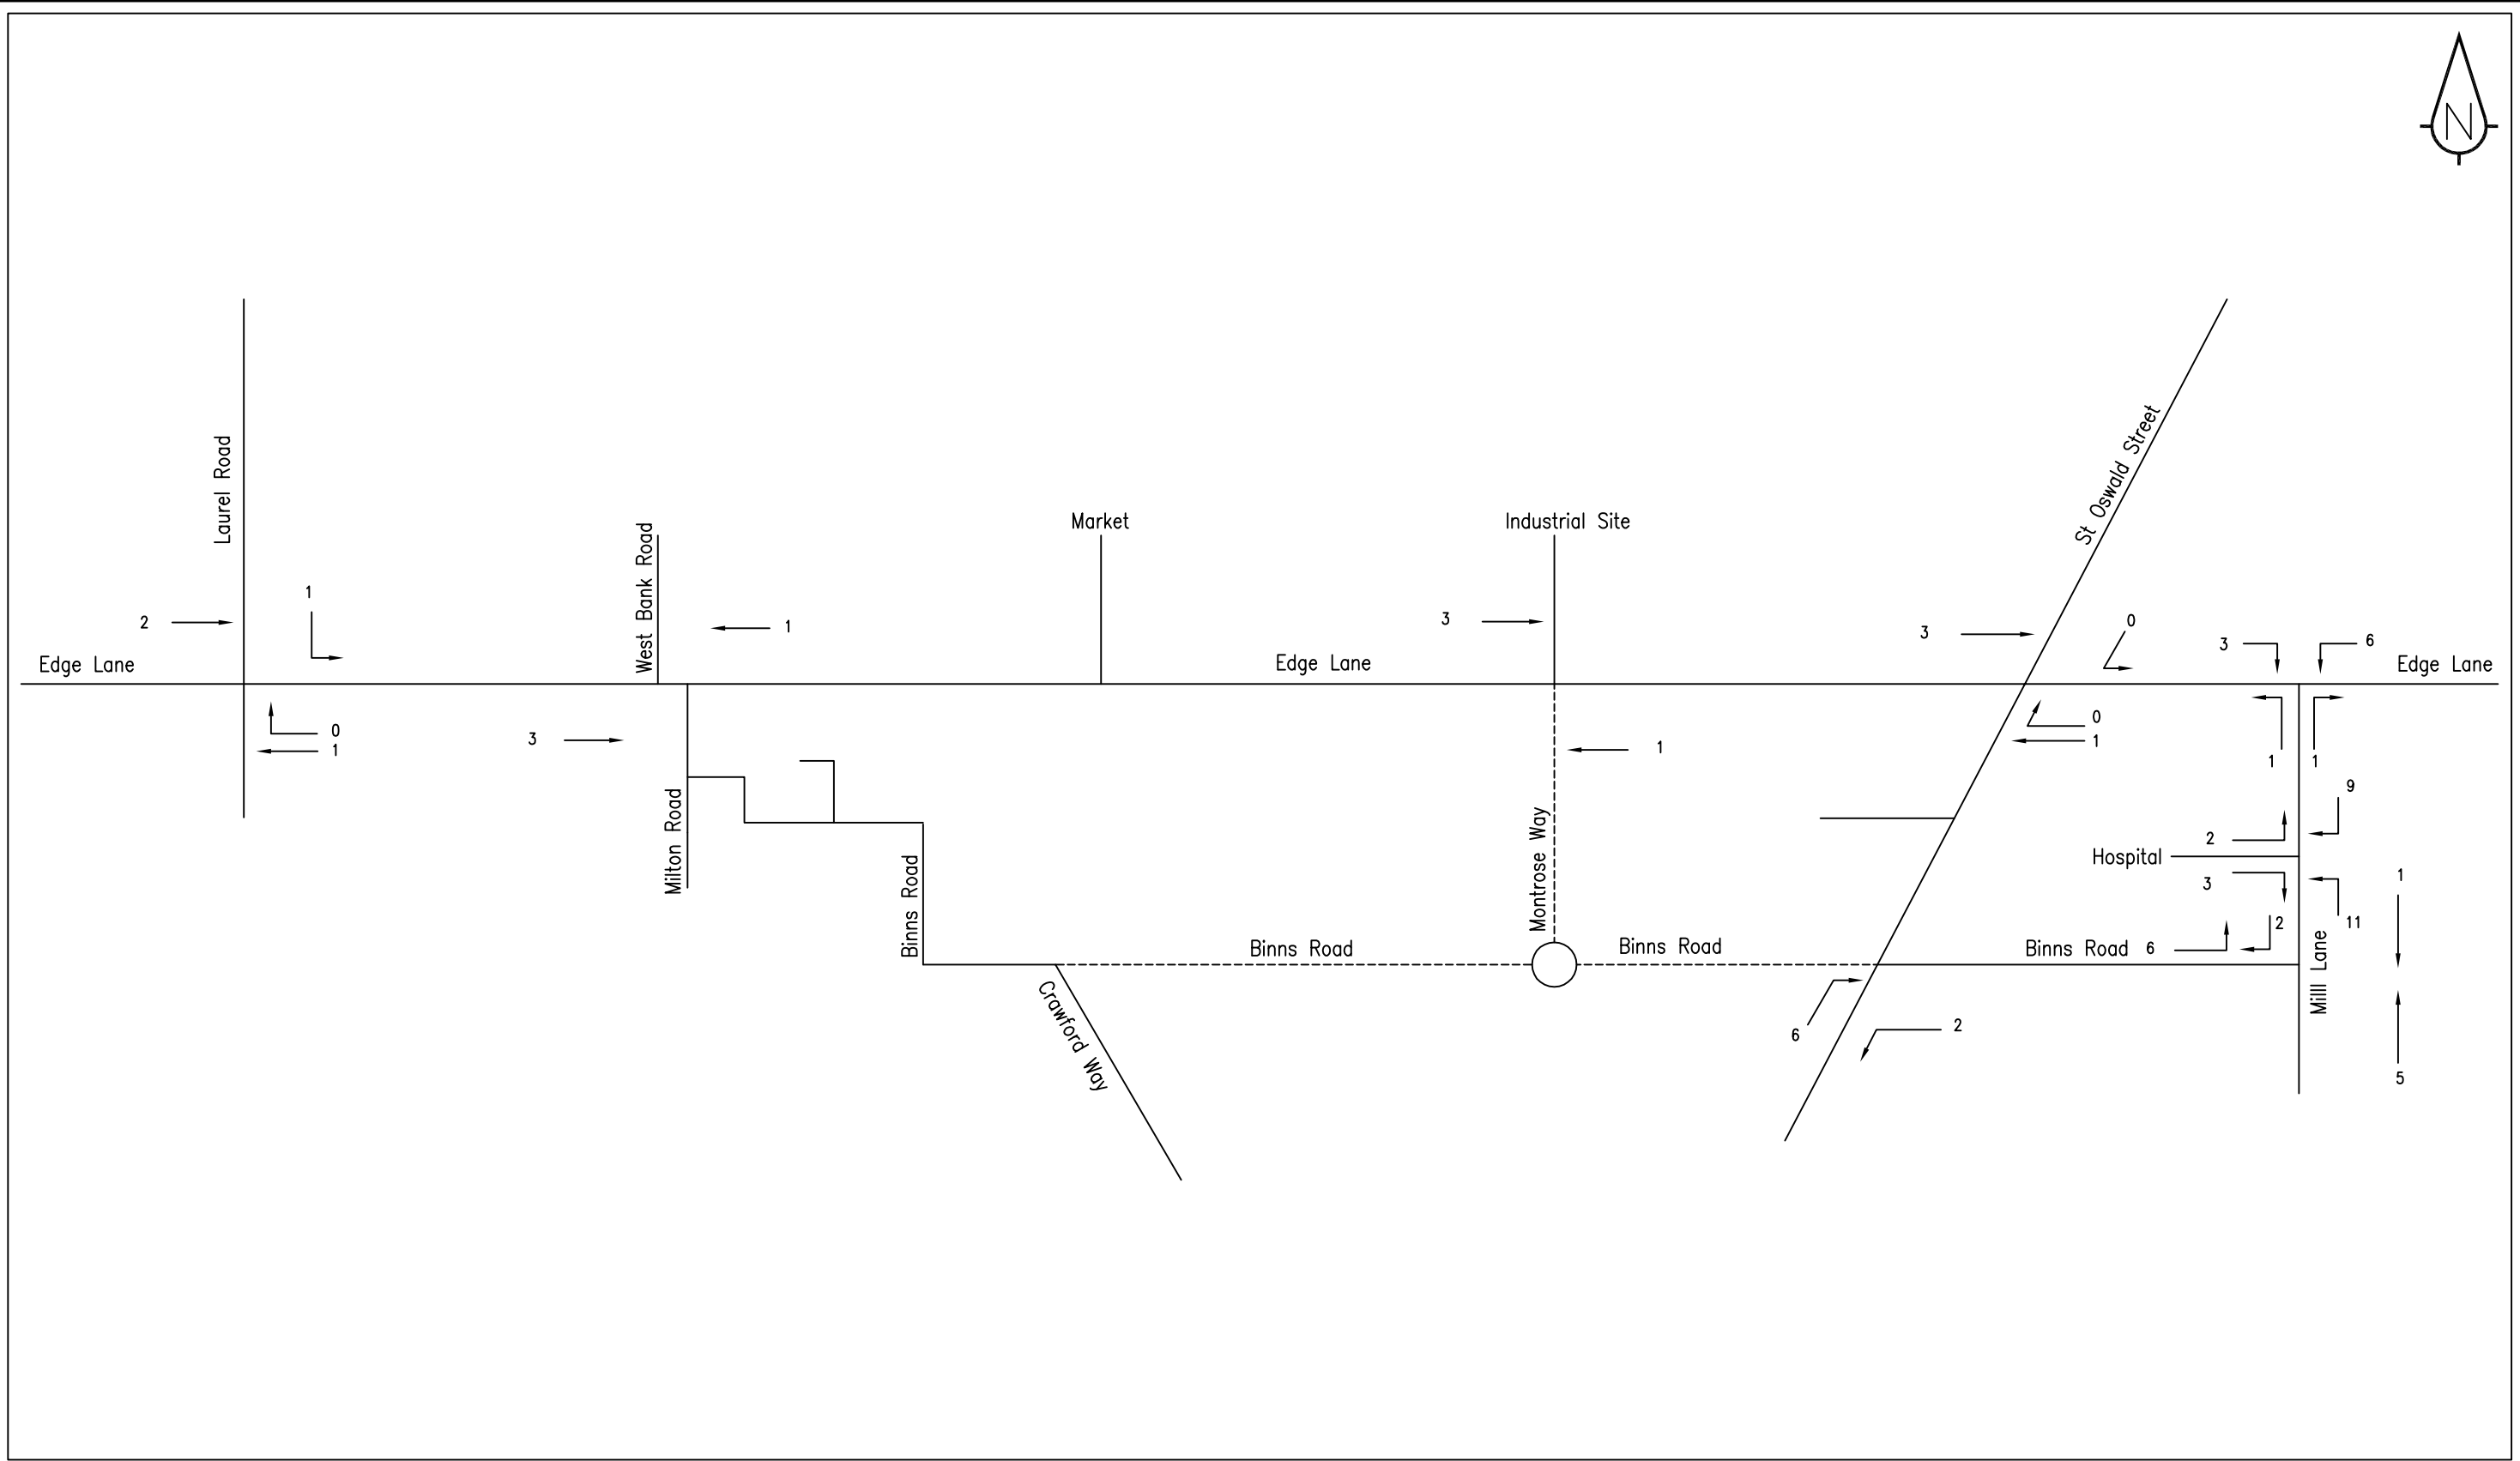 N
Laurel Road
West Bank Road
Market
Industrial Site
St Oswald Street
1
2
1
3
3
0
3
6
Edge Lane
Edge Lane
Edge Lane
0
1
3
1
0
1
1
1
9
Milton Road
Binns Road
Montrose Way
2
Hospital
3
1
2
11
Binns Road
Binns Road
Binns Road
6
Milll Lane
Crawford Way
6
2
5